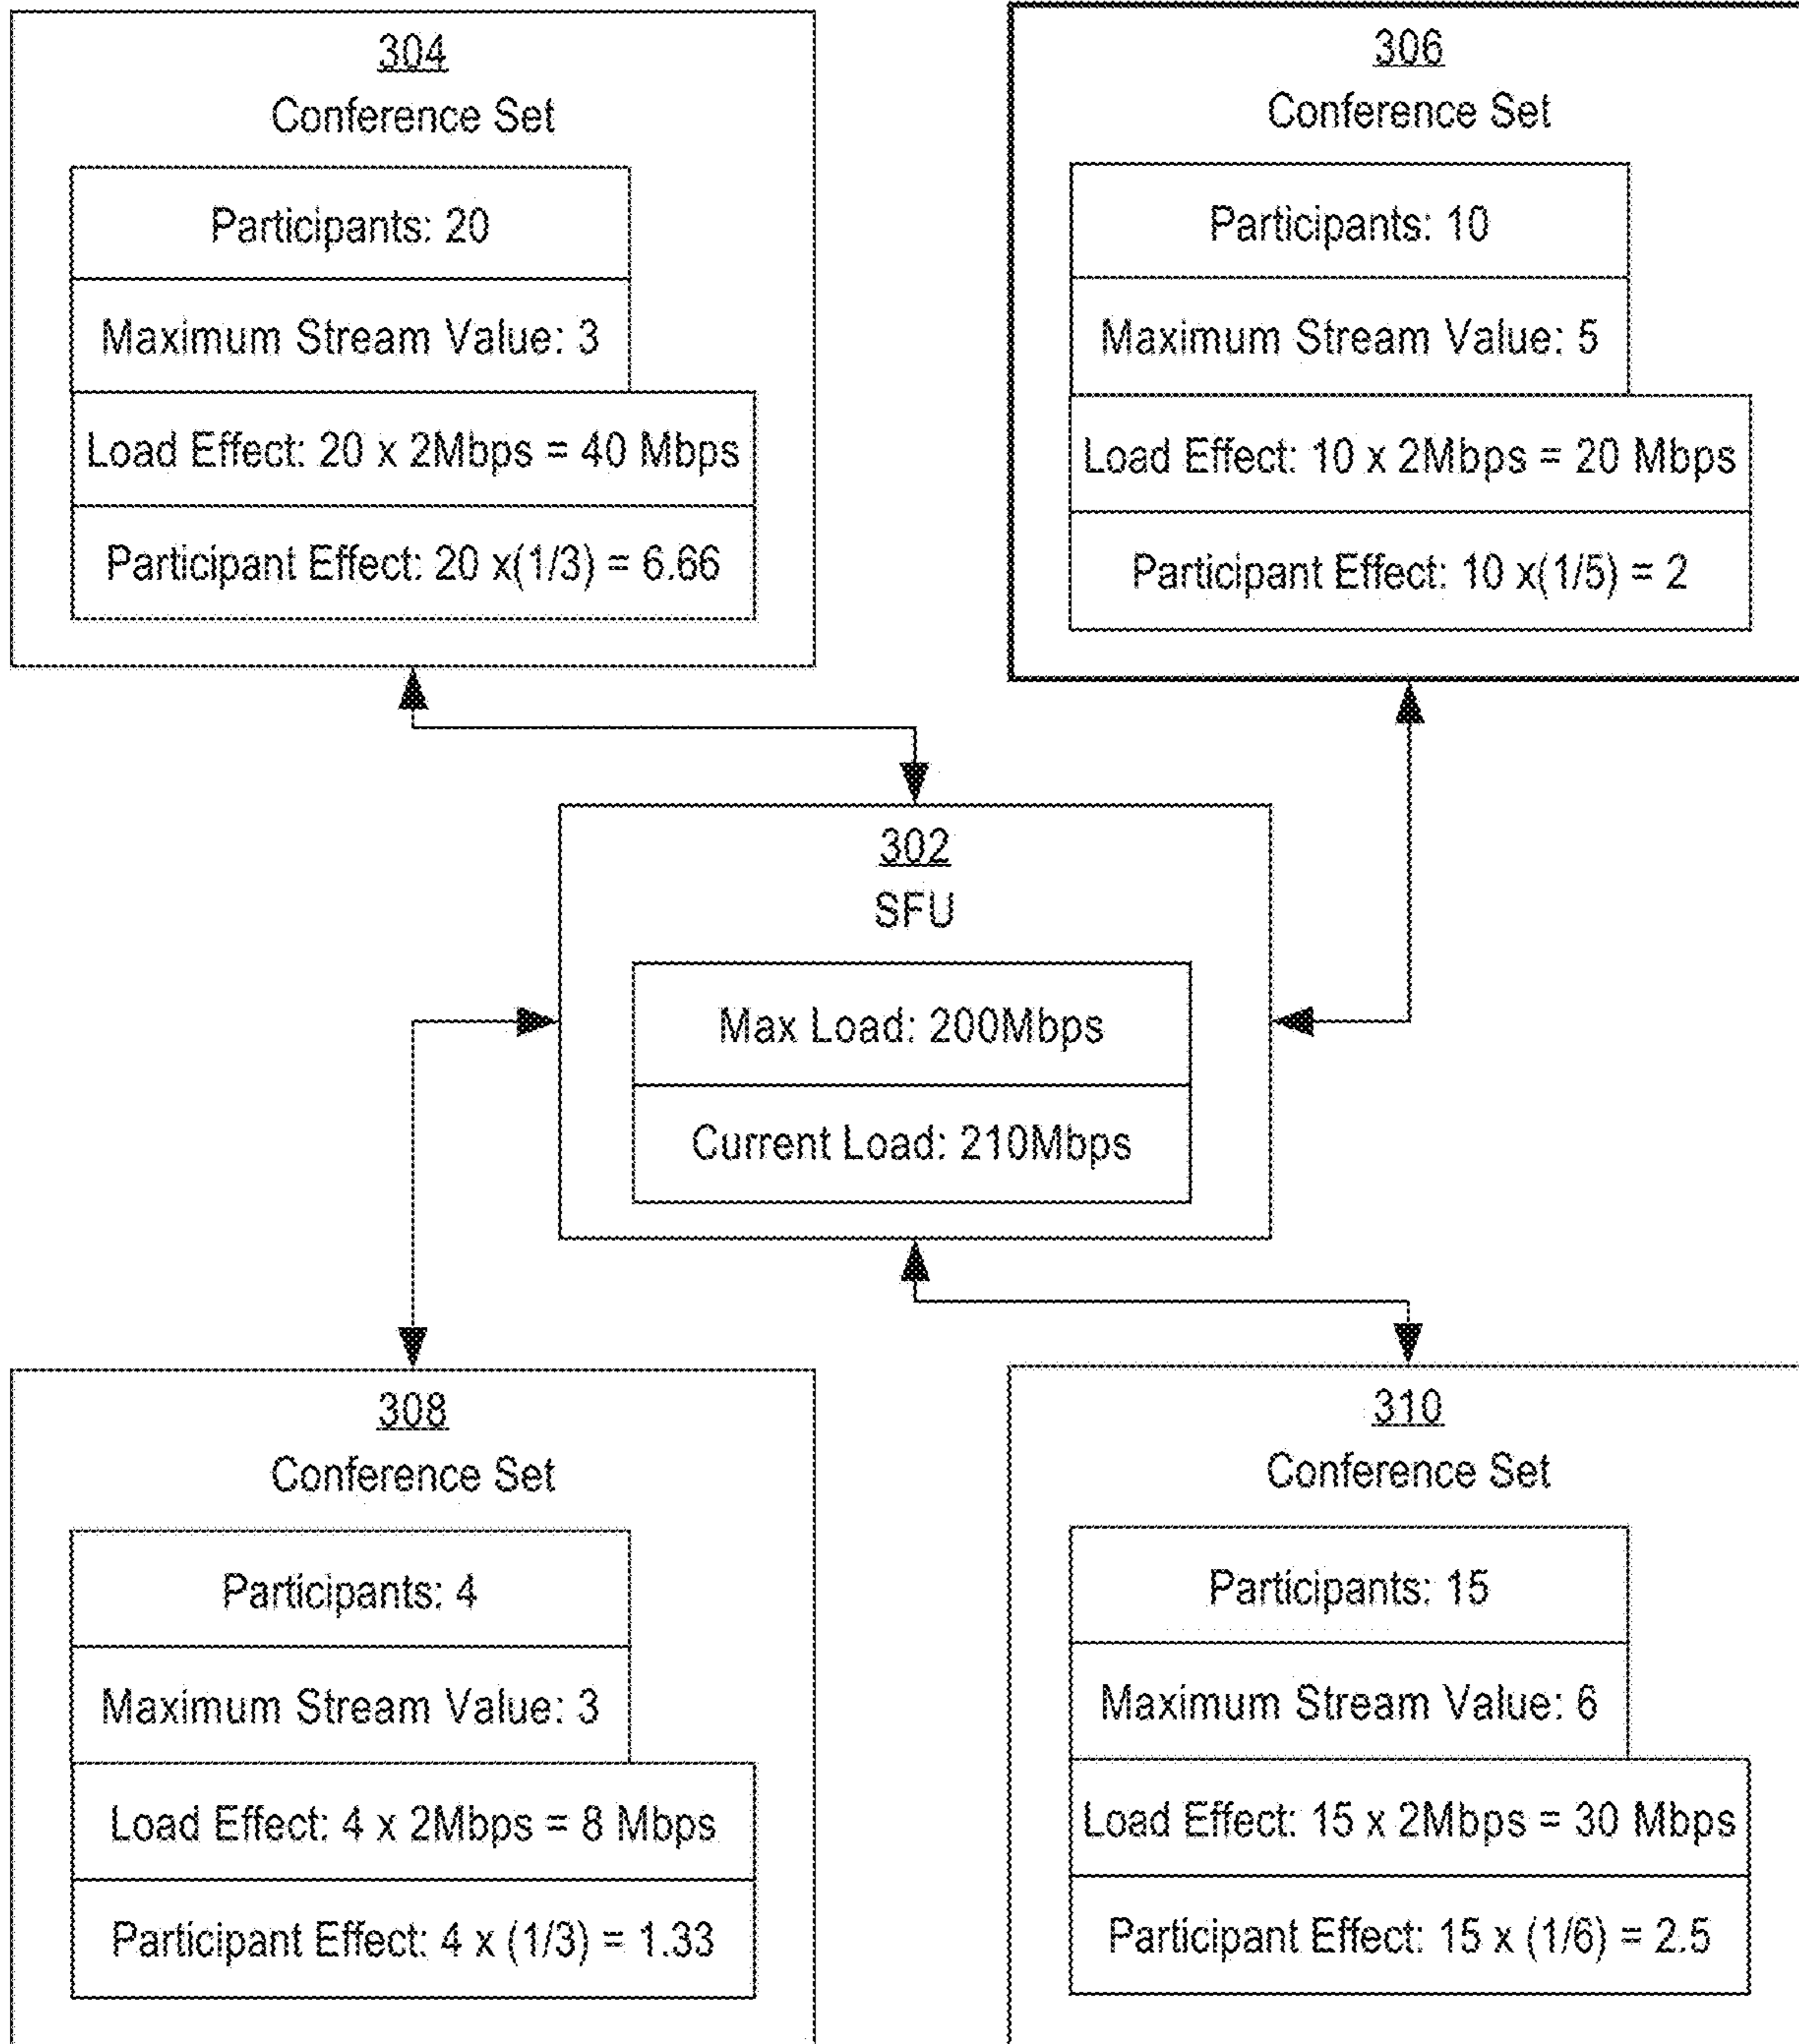 304
Conference Set
Participants: 20
Maximum Stream Value: 3
Load Effect: 20 x 2Mbps = 40 Mbps
Participant Effect: 20 x(1/3) = 6.66
306
Conference Set
Participants: 10
Maximum Stream Value: 5
Load Effect: 10 x 2Mbps = 20 Mbps
Participant Effect: 10 x(1/5) = 2
302
SFU
Max Load: 200Mbps
Current Load: 210Mbps
308
Conference Set
Participants: 4
Maximum Stream Value: 3
Load Effect: 4 x 2Mbps = 8 Mbps
Participant Effect: 4 x (1/3) = 1.33
310
Conference Set
Participants: 15
Maximum Stream Value: 6
Load Effect: 15 x 2Mbps = 30 Mbps
Participant Effect: 15 x (1/6) = 2.5